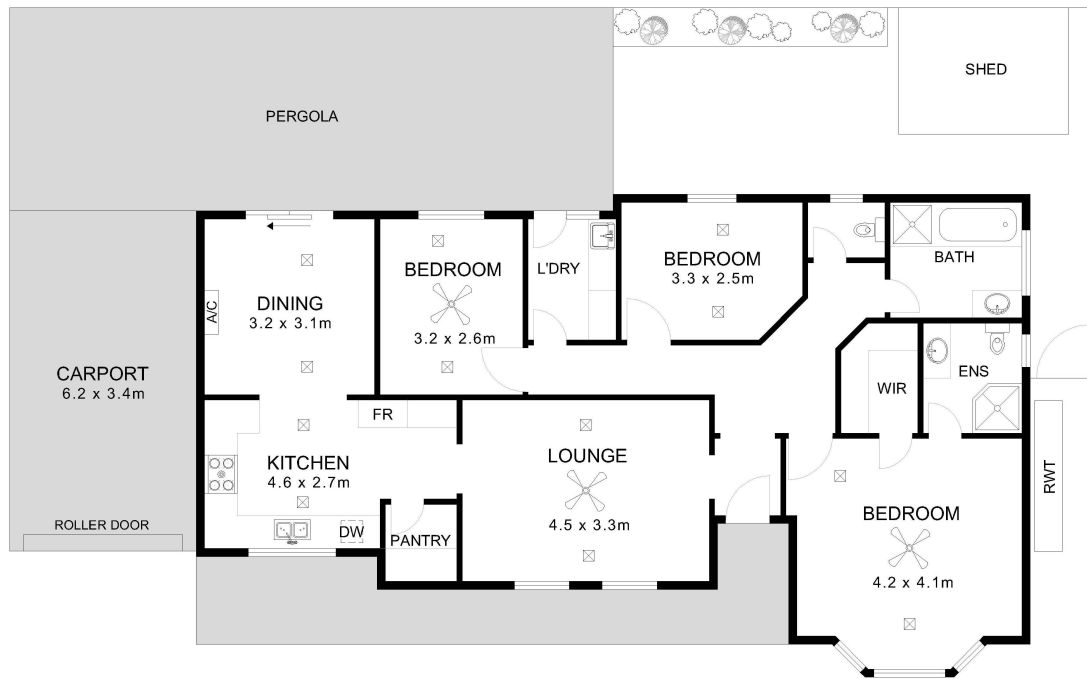 SHED
PERGOLA
BEDROOM
3.3 x 2.5m
BATH
L'DRY
BEDROOM
3.2 x 2.6m
A/C
DINING
3.2 x 3.1m
CARPORT
6.2 x 3.4m
ENS
WIR
FR
LOUNGE
4.5 x 3.3m
KITCHEN
4.6 x 2.7m
RWT
BEDROOM
4.2 x 4.1m
ROLLER DOOR
DW
PANTRY